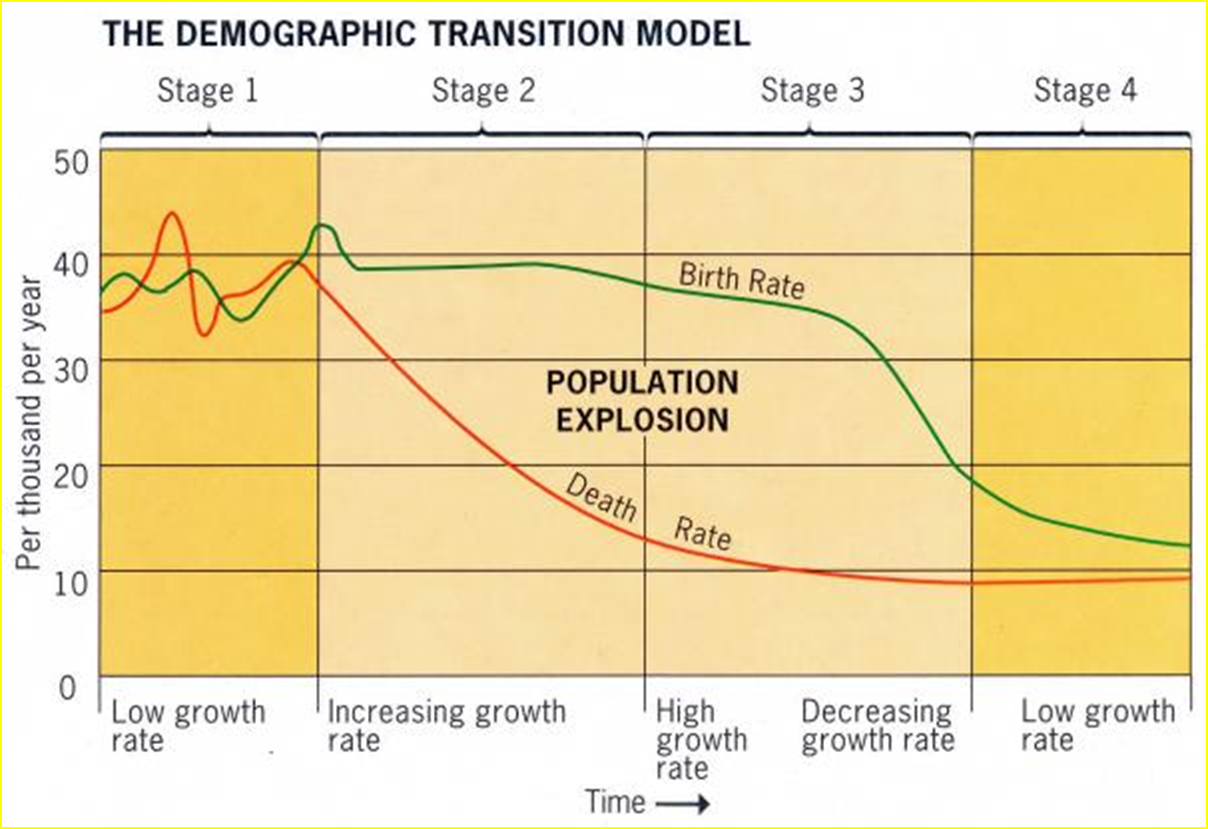 THE DEMOGRAPHIC TRANSITION MODEL
Stage 1
Stage 2
Stage 3
Stage 4
Per thousand per year
50
40
30
20
10
0
Birth Rate
POPULATION
EXPLOSION
Death Rate
Low growth
rate
Increasing growth
rate
High
growth
rate
Decreasing
growth rate
Low growth
rate
Time